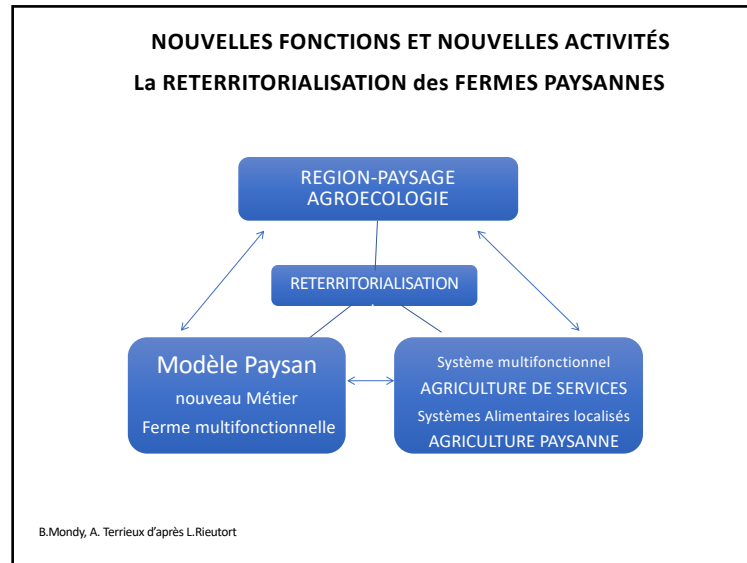 NOUVELLES FONCTIONS ET NOUVELLES ACTIVITÉS
La RETERRITORIALISATION des FERMES PAYSANNES
REGION-PAYSAGE
AGROECOLOGIE
RETERRITORIALISATION
.
Modèle Paysan
nouveau Métier
Ferme multifonctionnelle
Système multifonctionnel
AGRICULTURE DE SERVICES
Systèmes Alimentaires localisés
AGRICULTURE PAYSANNE
B.Mondy, A. Terrieux d'après L.Rieutort